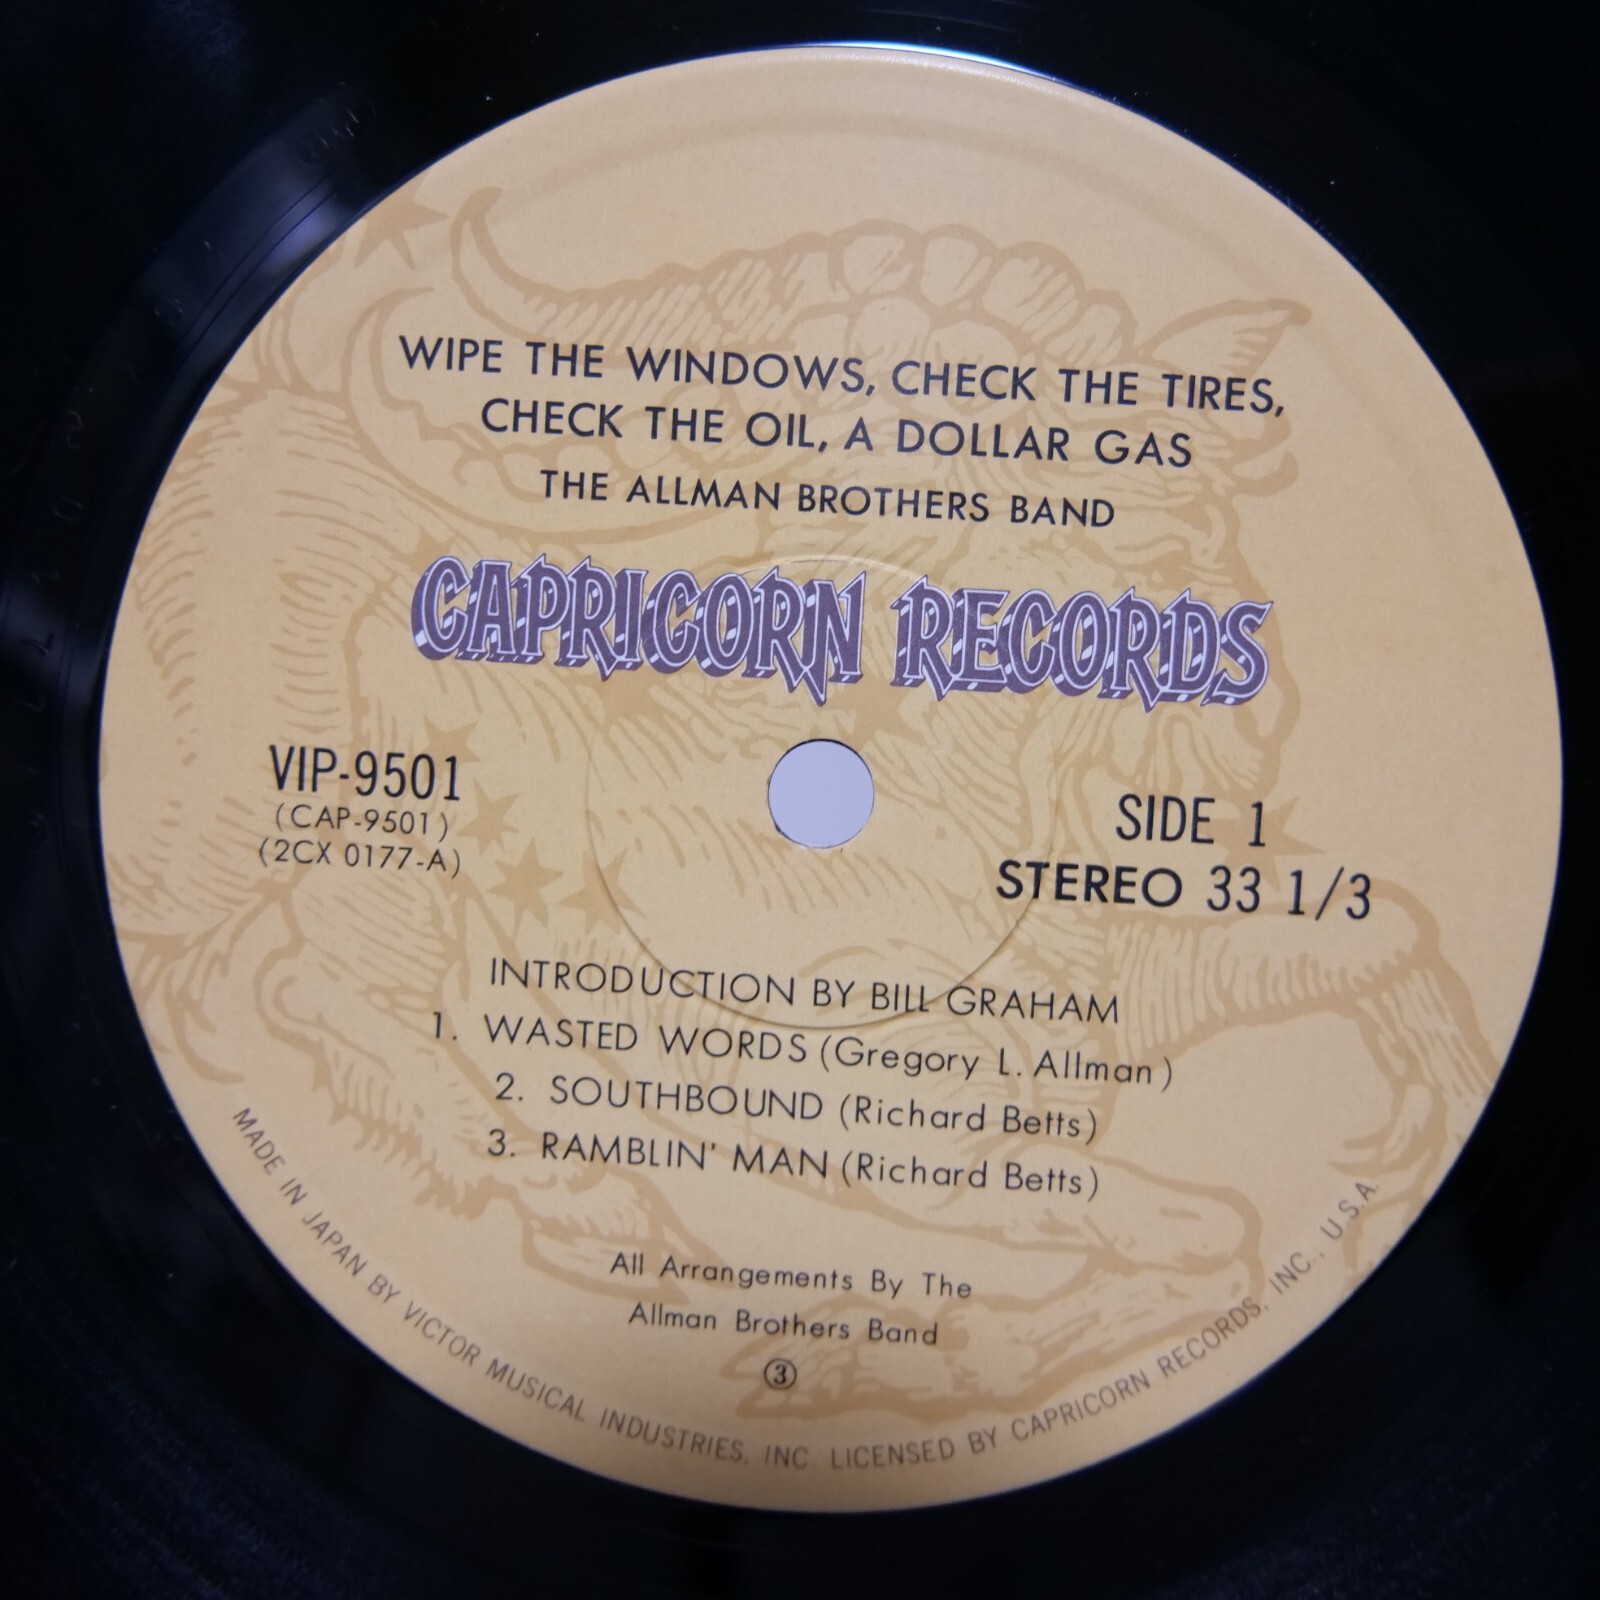 WIPE THE WINDOWS, CHECK THE TIRES,
CHECK THE OIL, A DOLLAR GAS
THE ALLMAN BROTHERS BAND
CAPRICORN RECORDS
VIP-9501
(CAP-9501)
(2CX 0177-A)
SIDE 1
STEREO 33 1/3
INTRODUCTION BY BILL GRAHAM
1. WASTED WORDS (Gregory L. Allman)
2. SOUTHBOUND (Richard Betts)
3. RAMBLIN' MAN (Richard Betts)
All Arrangements By The
Allman Brothers Band
③
MADE IN JAPAN BY VICTOR MUSICAL INDUSTRIES, INC. LICENSED BY CAPRICORN RECORDS, INC., U.S.A.